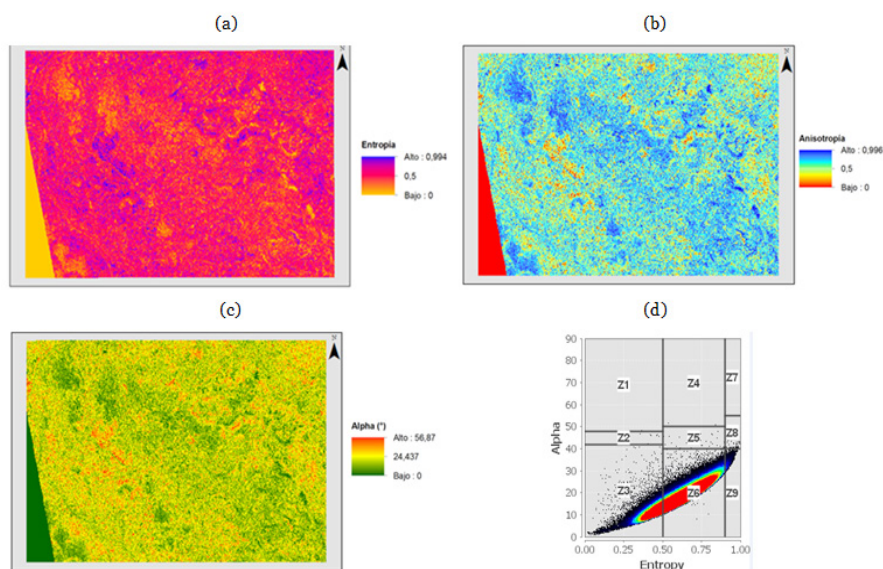 (a)
(b)
N
N
Entropía
Alto : 0,994
0,5
Bajo : 0
Anisotropía
Alto : 0,996
0,5
Bajo : 0
(c)
(d)
N
Alpha (°)
Alto : 56,87
24,437
Bajo : 0
Alpha
90
80
70
60
50
40
30
20
10
0
Z1
Z4
Z7
Z2
Z5
Z8
Z3
Z6
Z9
0.00
0.25
0.50
0.75
1.00
Entropy